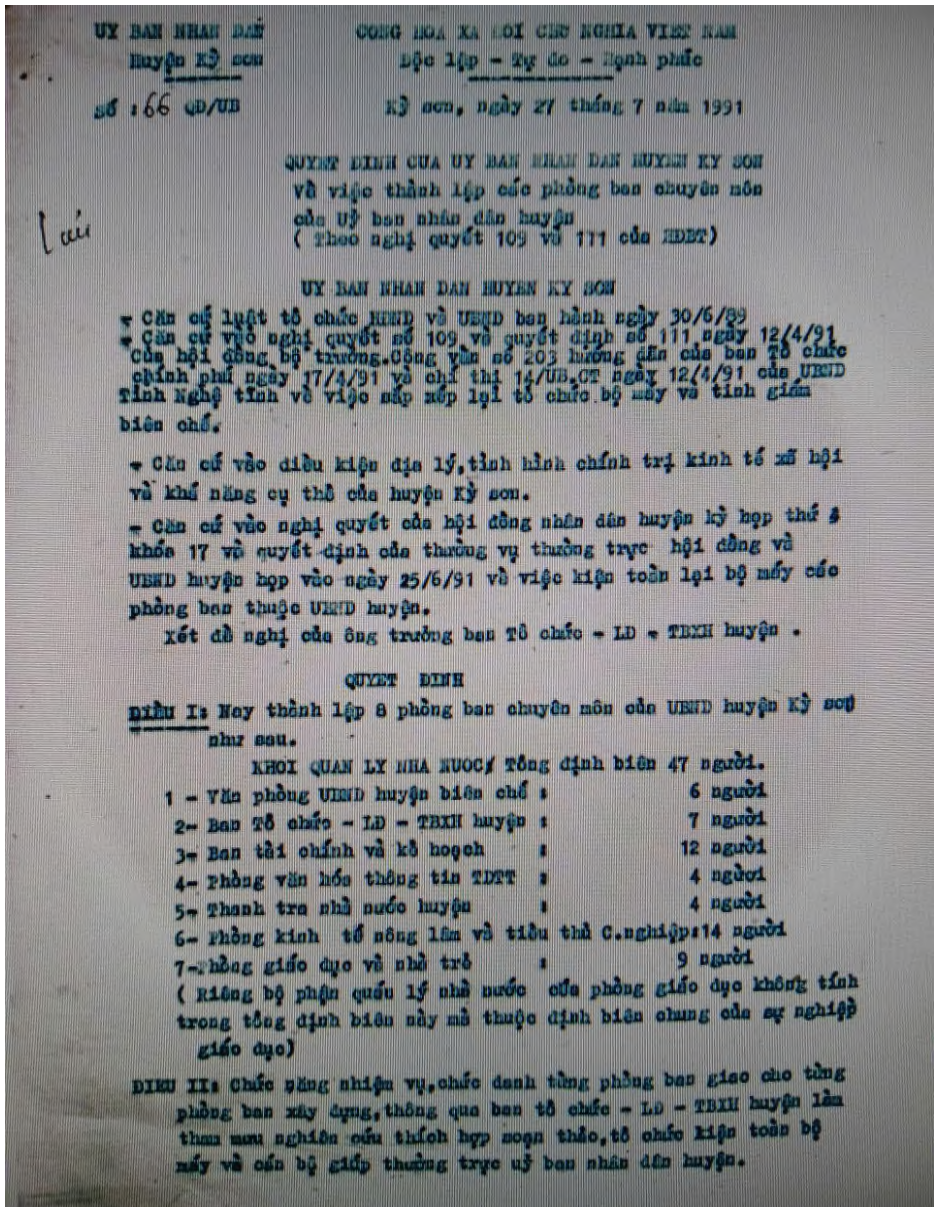 UY BAN NHAN DAN CONG HOA XA HOI CHU NGHIA VIET NAM
Huyện Kỳ sơn Độc lập - Tự do - Hạnh phúc
Số :66 QD/UB Kỳ sơn, ngày 27 tháng 7 năm 1991
QUYET DINH CUA UY BAN NHAN DAN HUYEN KY SON
Về việc thành lập các phòng ban chuyên môn
của Uỷ ban nhân dân huyện
( Theo nghị quyết 109 và 111 của HDBT)
UY BAN NHAN DAN HUYEN KY SON
- Căn cứ luật tổ chức HDND và UBND ban hành ngày 30/6/89
- Căn cứ vào nghị quyết số 109 và quyết định số 111 ngày 12/4/91
Của hội đồng bộ trưởng.Công văn số 203 hướng dẫn của ban Tổ chức
chính phủ ngày 17/4/91 và chỉ thị 14/UB.CT ngày 12/4/91 của UBND
Tỉnh Nghệ tĩnh về việc sắp xếp lại tổ chức bộ máy và tinh giảm
biên chế.
- Căn cứ vào điều kiện địa lý,tình hình chính trị kinh tế xã hội
và khả năng cụ thể của huyện Kỳ sơn.
- Căn cứ vào nghị quyết của hội đồng nhân dân huyện kỳ họp thứ
khóa 17 và quyết định của thường vụ thường trực hội đồng và
UBND huyện họp vào ngày 25/6/91 về việc kiện toàn lại bộ máy các
phòng ban thuộc UBND huyện.
Xét đề nghị của ông trưởng ban Tổ chức - LD - TBXH huyện .
QUYET DINH
DIEU I: Nay thành lập 8 phòng ban chuyên môn của UBND huyện Kỳ sơn
như sau.
KHOI QUAN LY NHA NUOC/ Tổng định biên 47 người.
1 - Văn phòng UBND huyện biên chế : 6 người
2- Ban Tổ chức - LD - TBXH huyện : 7 người
3- Ban tài chính và kế hoạch : 12 người
4- Phòng văn hóa thông tin TDTT : 4 người
5- Thanh tra nhà nước huyện : 4 người
6- Phòng kinh tế nông lâm và tiểu thủ C.nghiệp:14 người
7-Phòng giáo dục và nhà trẻ : 9 người
( Riêng bộ phận quản lý nhà nước của phòng giáo dục không tính
trong tổng định biên này mà thuộc định biên chung của sự nghiệp
giáo dục)
DIEU II: Chức năng nhiệm vụ,chức danh từng phòng ban giao cho từng
phòng ban xây dựng,thông qua ban tổ chức - LD - TBXH huyện làm
tham mưu nghiên cứu thích hợp soạn thảo,tổ chức kiện toàn bộ
máy và cán bộ giúp thường trực uỷ ban nhân dân huyện.